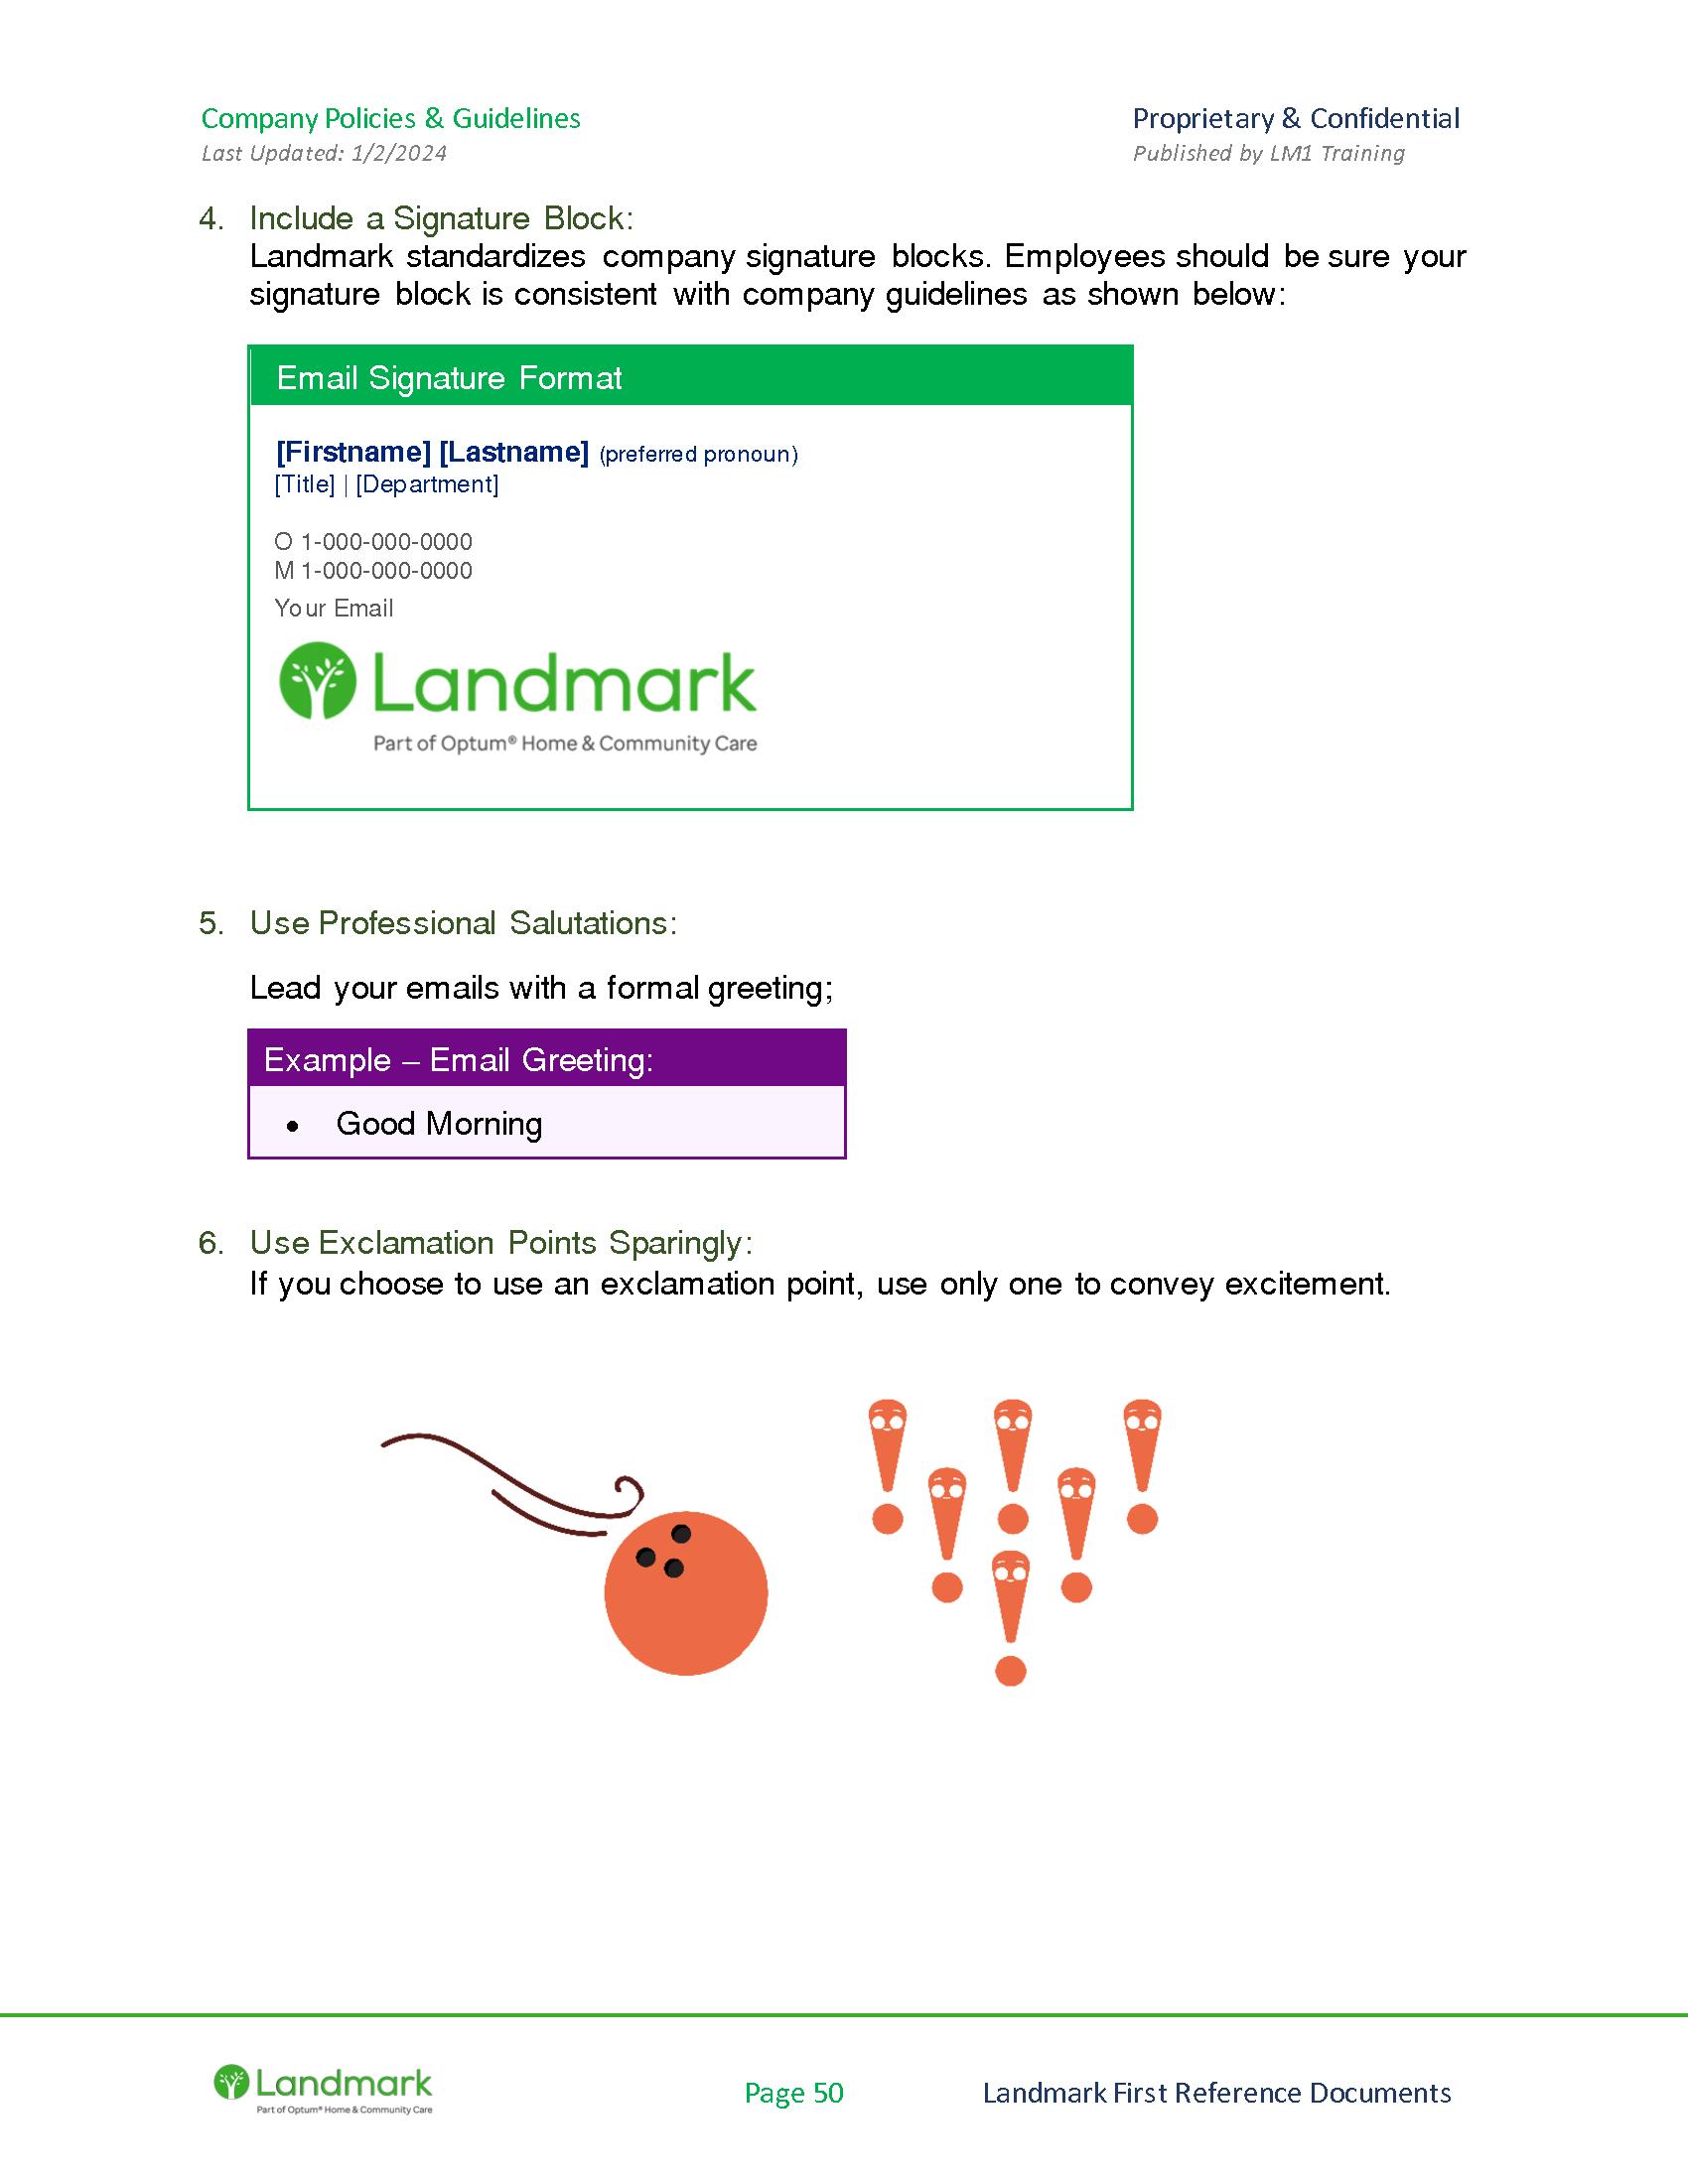 Company Policies & Guidelines
Proprietary & Confidential
Last Updated: 1/2/2024
Published by LM1 Training
4. Include a Signature Block:
Landmark standardizes company signature blocks. Employees should be sure your
signature block is consistent with company guidelines as shown below:
Email Signature Format
[Firstname] [Lastname] (preferred pronoun)
[Title] | [Department]
O 1-000-000-0000
M 1-000-000-0000
Your Email
Landmark
Part of Optum® Home & Community Care
5. Use Professional Salutations:
Lead your emails with a formal greeting;
Example – Email Greeting:
• Good Morning
6. Use Exclamation Points Sparingly:
If you choose to use an exclamation point, use only one to convey excitement.
Landmark
Part of Optum® Home & Community Care
Page 50
Landmark First Reference Documents